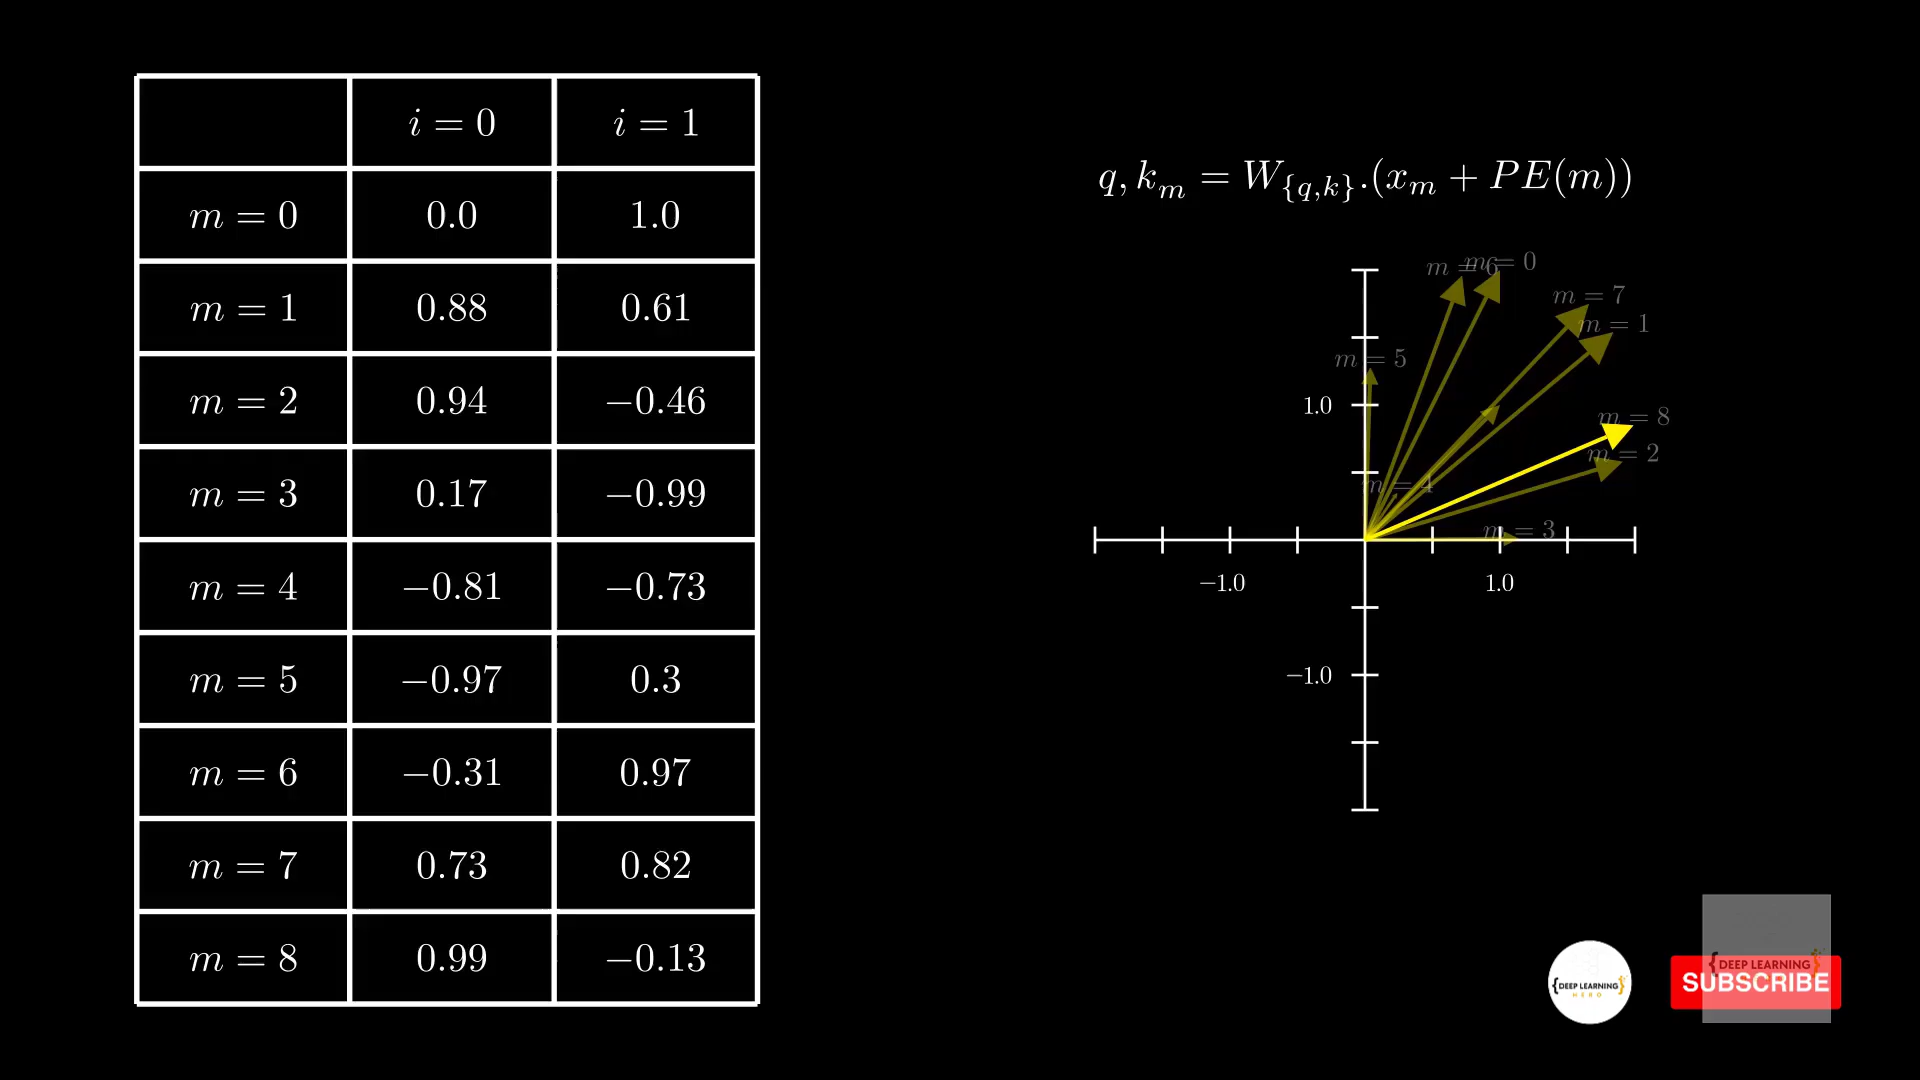 i = 0 i = 1
m = 0 0.0 1.0
m = 1 0.88 0.61
m = 2 0.94 −0.46
m = 3 0.17 −0.99
m = 4 −0.81 −0.73
m = 5 −0.97 0.3
m = 6 −0.31 0.97
m = 7 0.73 0.82
m = 8 0.99 −0.13
q, k_m = W_{q,k}.(x_m + PE(m))
m = 6
m = 0
m = 7
m = 1
m = 5
1.0
m = 8
m = 2
m = 4
m = 3
−1.0 1.0
−1.0
{DEEP LEARNING}
HERO
{DEEP LEARNING}
SUBSCRIBE